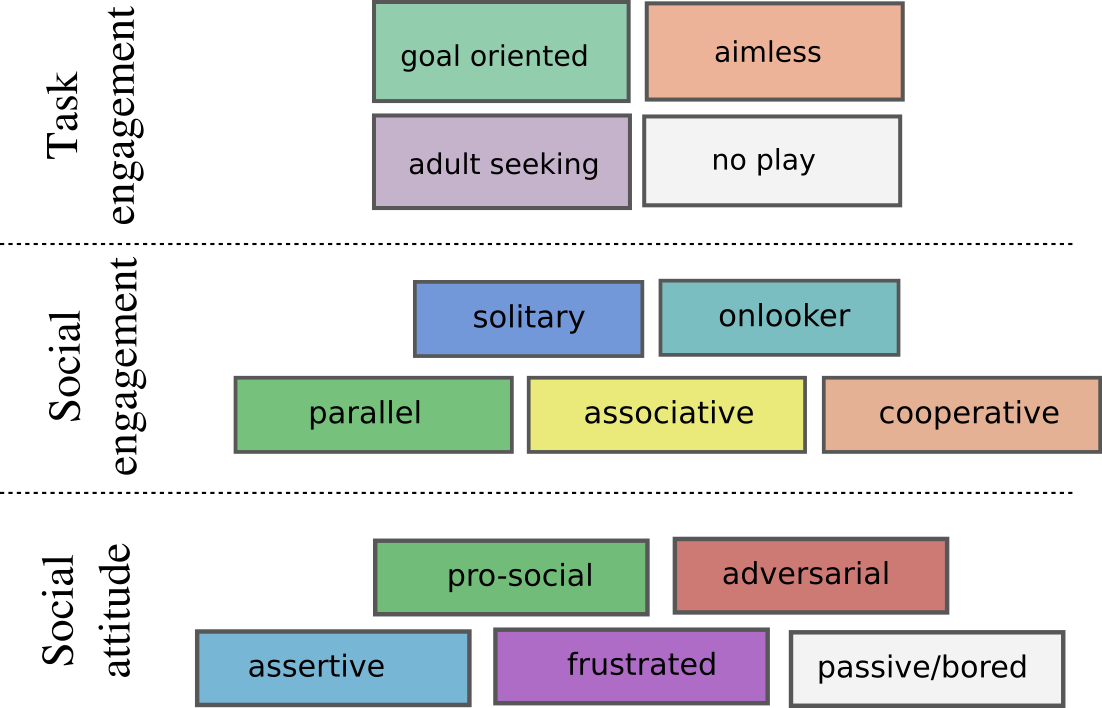 Task
engagement
goal oriented
aimless
adult seeking
no play
Social
engagement
solitary
onlooker
parallel
associative
cooperative
Social
attitude
pro-social
adversarial
assertive
frustrated
passive/bored